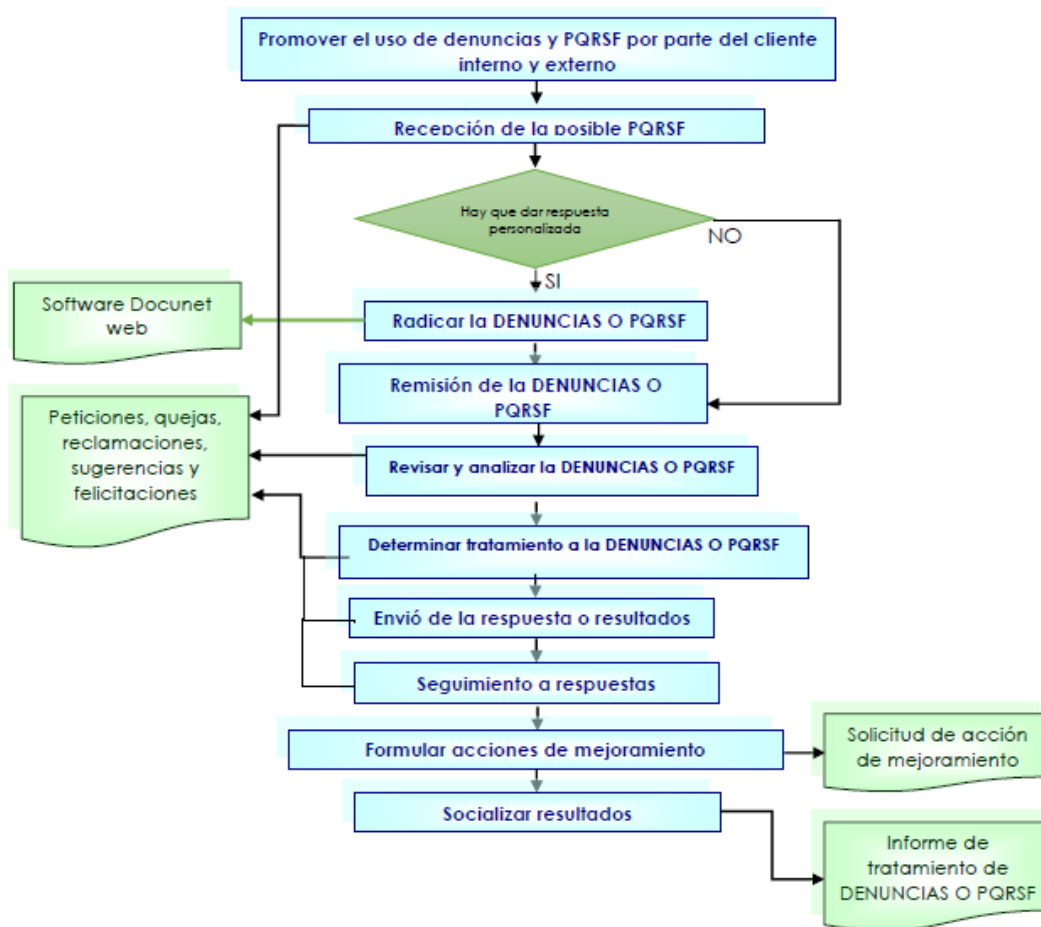 Promover el uso de denuncias y PQRSF por parte del cliente
interno y externo
Recepción de la posible PQRSF
Hay que dar respuesta
personalizada
NO
SI
Software Docunet
web
Radicar la DENUNCIAS O PQRSF
Remisión de la DENUNCIAS O
PQRSF
Peticiones, quejas,
reclamaciones,
sugerencias y
felicitaciones
Revisar y analizar la DENUNCIAS O PQRSF
Determinar tratamiento a la DENUNCIAS O PQRSF
Envió de la respuesta o resultados
Seguimiento a respuestas
Formular acciones de mejoramiento
Solicitud de acción
de mejoramiento
Socializar resultados
Informe de
tratamiento de
DENUNCIAS O PQRSF